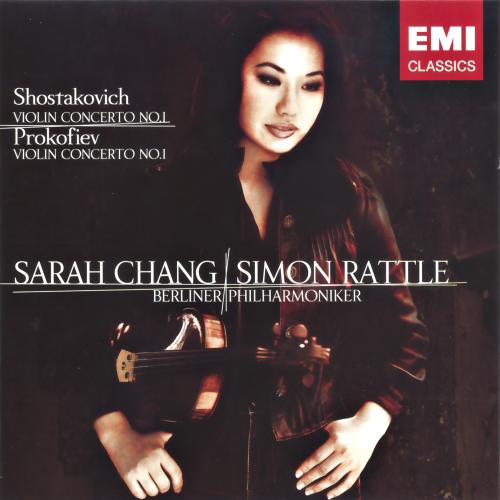 EMI
CLASSICS
Shostakovich
VIOLIN CONCERTO NO.1
Prokofiev
VIOLIN CONCERTO NO.1
SARAH CHANG SIMON RATTLE
BERLINER PHILHARMONIKER